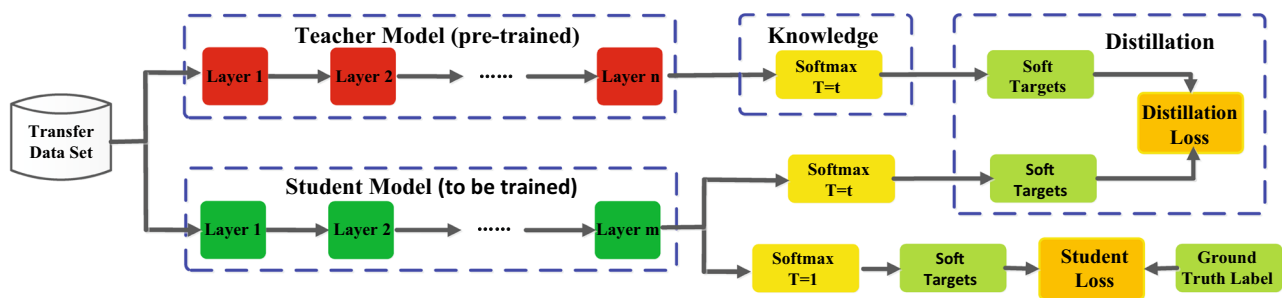 Teacher Model (pre-trained)
Layer 1
Layer 2
......
Layer n
Knowledge
Softmax
T=t
Distillation
Soft
Targets
Distillation
Loss
Transfer
Data Set
Student Model (to be trained)
Layer 1
Layer 2
......
Layer m
Softmax
T=t
Soft
Targets
Softmax
T=1
Soft
Targets
Student
Loss
Ground
Truth Label